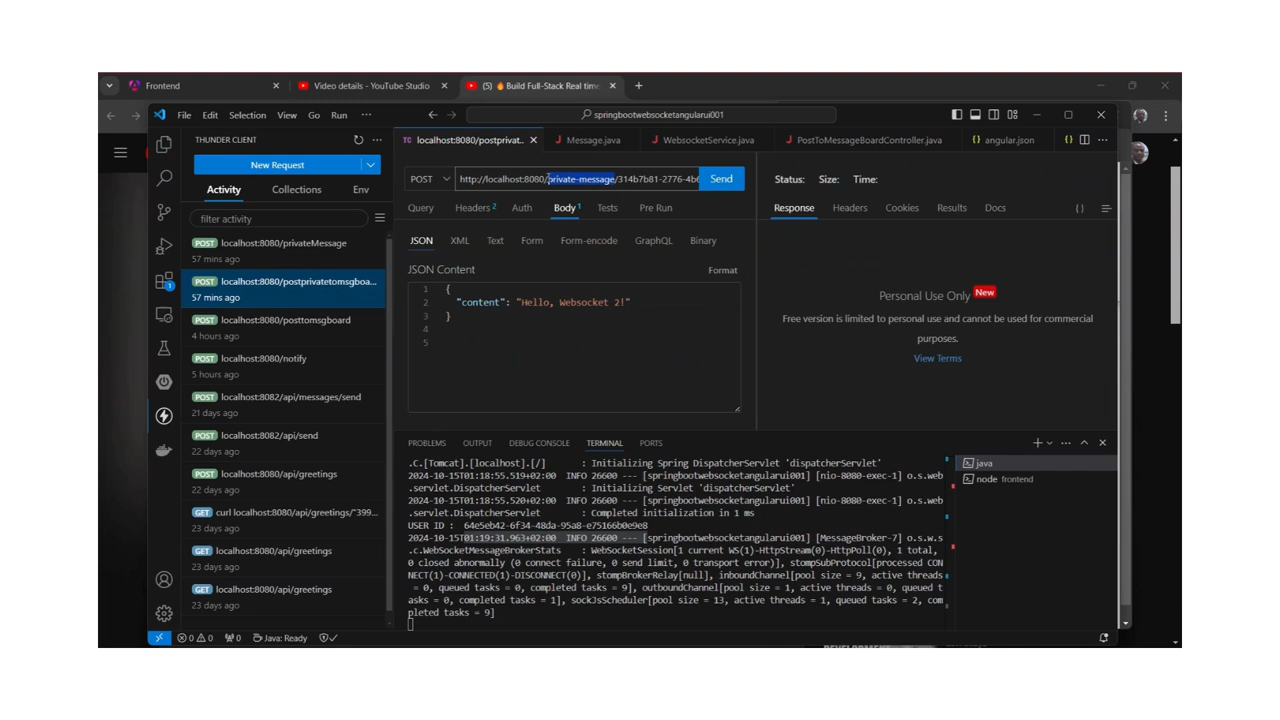 Frontend
Video details - YouTube Studio
(5) 🔥 Build Full-Stack Real time
File Edit Selection View Go Run ...
springbootwebsocketangularui001
THUNDER CLIENT
New Request
Activity Collections Env
filter activity
POST localhost:8080/privateMessage
57 mins ago
POST localhost:8080/postprivatetomsgboa...
57 mins ago
POST localhost:8080/posttomsgboard
4 hours ago
POST localhost:8080/notify
5 hours ago
POST localhost:8082/api/messages/send
21 days ago
POST localhost:8082/api/send
22 days ago
POST localhost:8080/api/greetings
22 days ago
GET curl localhost:8080/api/greetings/"399...
23 days ago
GET localhost:8080/api/greetings
23 days ago
GET localhost:8080/api/greetings
23 days ago
TC localhost:8080/postprivat..
J Message.java
J WebsocketService.java
J PostToMessageBoardController.java
{} angular.json
{} ...
POST http://localhost:8080/private-message/314b7b81-2776-4b6 Send
Query Headers 2 Auth Body 1 Tests Pre Run
JSON XML Text Form Form-encode GraphQL Binary
JSON Content Format
1 {
2 "content": "Hello, Websocket 2!"
3 }
4
5
Status: Size: Time:
Response Headers Cookies Results Docs {}
Personal Use Only New
Free version is limited to personal use and cannot be used for commercial
purposes.
View Terms
PROBLEMS OUTPUT DEBUG CONSOLE TERMINAL PORTS
.C.[Tomcat].[localhost].[/] : Initializing Spring DispatcherServlet 'dispatcherServlet'
2024-10-15T01:18:55.519+02:00 INFO 26600 --- [springbootwebsocketangularui001] [nio-8080-exec-1] o.s.web
.servlet.DispatcherServlet : Initializing Servlet 'dispatcherServlet'
2024-10-15T01:18:55.520+02:00 INFO 26600 --- [springbootwebsocketangularui001] [nio-8080-exec-1] o.s.web
.servlet.DispatcherServlet : Completed initialization in 1 ms
USER ID : 64e5eb42-6f34-48da-95a8-e75166b0e9e8
2024-10-15T01:19:31.963+02:00 INFO 26600 --- [springbootwebsocketangularui001] [MessageBroker-7] o.s.w.s
.c.WebSocketMessageBrokerStats : WebSocketSession[1 current WS(1)-HttpStream(0)-HttpPoll(0), 1 total,
0 closed abnormally (0 connect failure, 0 send limit, 0 transport error)], stompSubProtocol[processed CON
NECT(1)-CONNECTED(1)-DISCONNECT(0)], stompBrokerRelay[null], inboundChannel[pool size = 9, active threads
= 0, queued tasks = 0, completed tasks = 9], outboundChannel[pool size = 1, active threads = 0, queued t
asks = 0, completed tasks = 1], sockJsScheduler[pool size = 13, active threads = 1, queued tasks = 2, com
pleted tasks = 9]
java
node frontend
0 0 0 Java: Ready